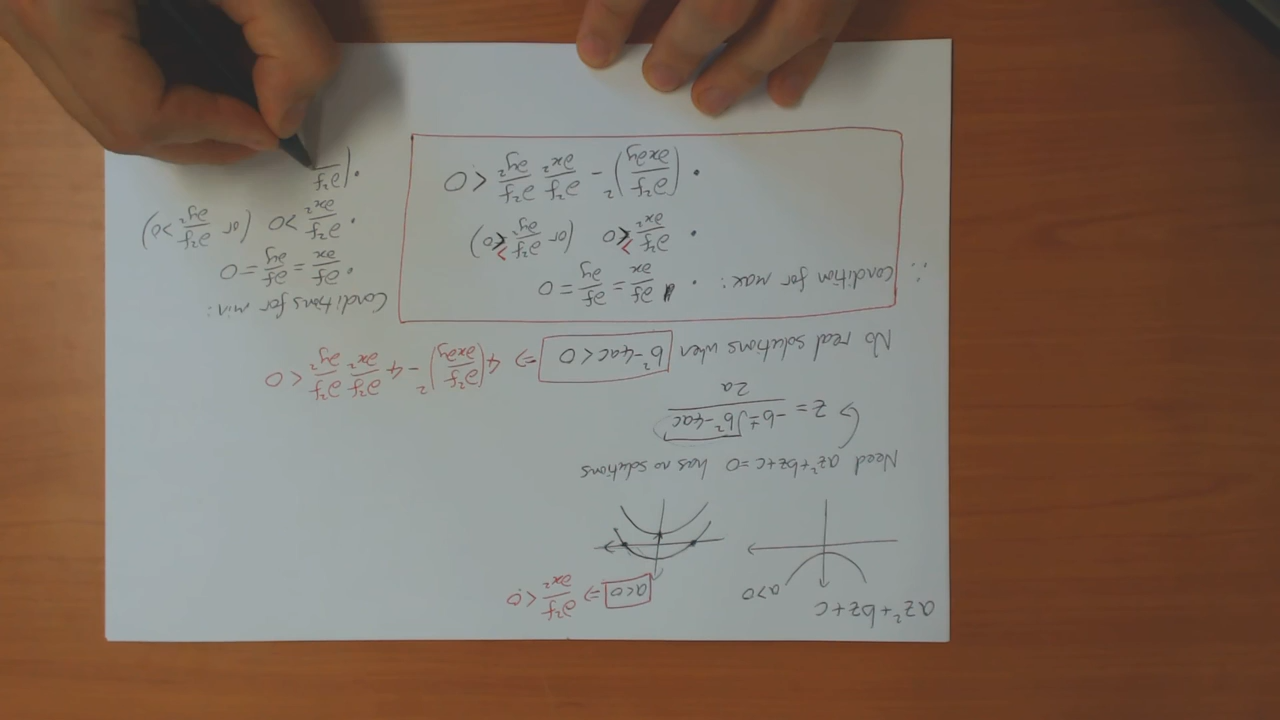 az²+bz+c
a>0
a<0 ⇒ ∂²f/∂x² < 0
Need az²+bz+c=0 has no solutions
↳ z = (-b±√(b²-4ac))/2a
No real solutions when b²-4ac<0 ⇒ 4(∂²f/∂x∂y)² - 4 ∂²f/∂x² ∂²f/∂y² < 0
∴ Condition for max: • ∂f/∂x = ∂f/∂y = 0
• ∂²f/∂x² < 0 (or ∂²f/∂y² < 0)
• (∂²f/∂x∂y)² - ∂²f/∂x² ∂²f/∂y² < 0
Conditions for min:
• ∂f/∂x = ∂f/∂y = 0
• ∂²f/∂x² > 0 (or ∂²f/∂y² > 0)
• (∂²f/